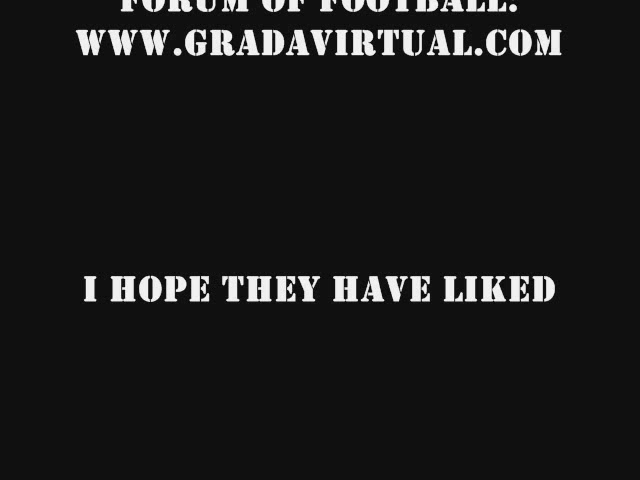 FORUM OF FOOTBALL.
WWW.GRADAVIRTUAL.COM
I HOPE THEY HAVE LIKED